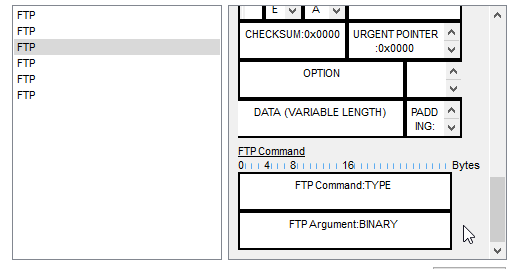 FTP
FTP
FTP
FTP
FTP
FTP
E A
CHECKSUM:0x0000 URGENT POINTER
:0x0000
OPTION
DATA (VARIABLE LENGTH) PADD
ING:
FTP Command
0 4 8 16 Bytes
FTP Command:TYPE
FTP Argument:BINARY